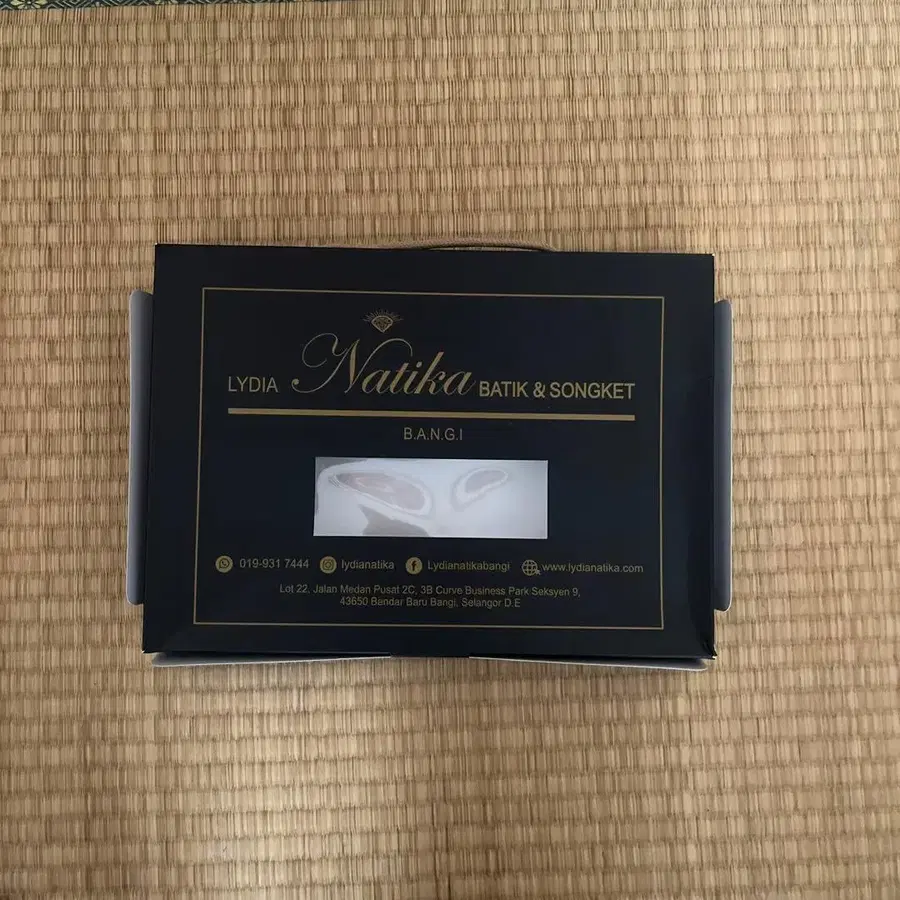 LYDIA Natika BATIK & SONGKET
B.A.N.G.I
019-931 7444 lydianatika Lydianatikabangi www.lydianatika.com
Lot 22, Jalan Medan Pusat 2C, 3B Curve Business Park Seksyen 9,
43650 Bandar Baru Bangi, Selangor D.E